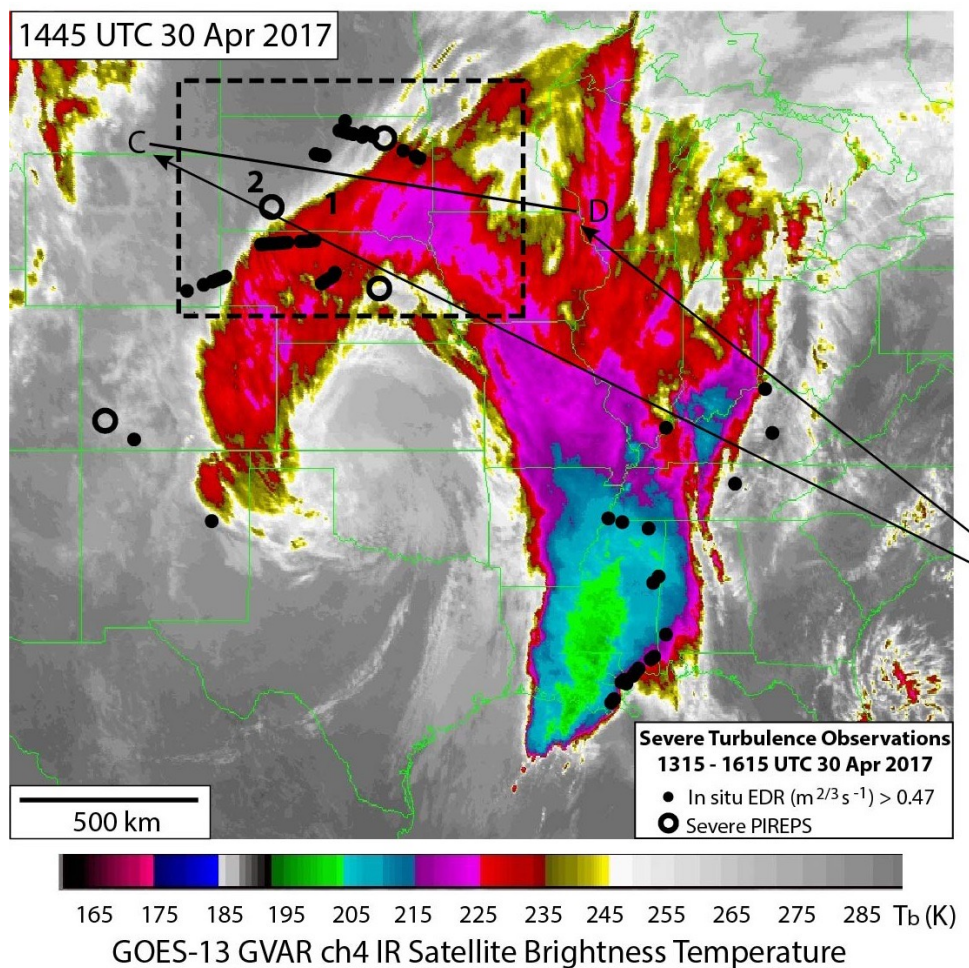 1445 UTC 30 Apr 2017
C
2
1
D
Severe Turbulence Observations
1315 - 1615 UTC 30 Apr 2017
In situ EDR (m²/³ s⁻¹) > 0.47
Severe PIREPS
500 km
165 175 185 195 205 215 225 235 245 255 265 275 285 Tb (K)
GOES-13 GVAR ch4 IR Satellite Brightness Temperature